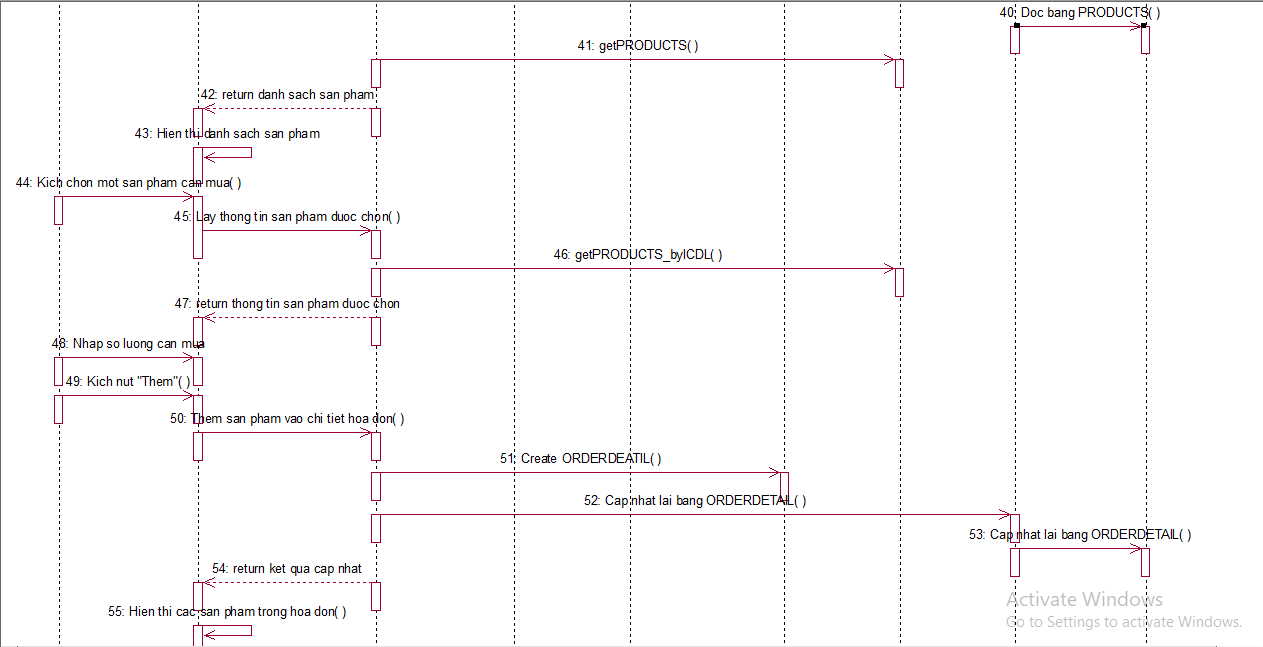 40: Doc bang PRODUCTS( )
41: getPRODUCTS( )
42: return danh sach san pham
43: Hien thi danh sach san pham
44: Kich chon mot san pham can mua( )
45: Lay thong tin san pham duoc chon( )
46: getPRODUCTS_byICDL( )
47: return thong tin san pham duoc chon
48: Nhap so luong can mua
49: Kich nut "Them"( )
50: Them san pham vao chi tiet hoa don( )
51: Create ORDERDEATIL( )
52: Cap nhat lai bang ORDERDETAIL( )
53: Cap nhat lai bang ORDERDETAIL( )
54: return ket qua cap nhat
Activate Windows
55: Hien thi cac san pham trong hoa don( )
Go to Settings to activate Windows.